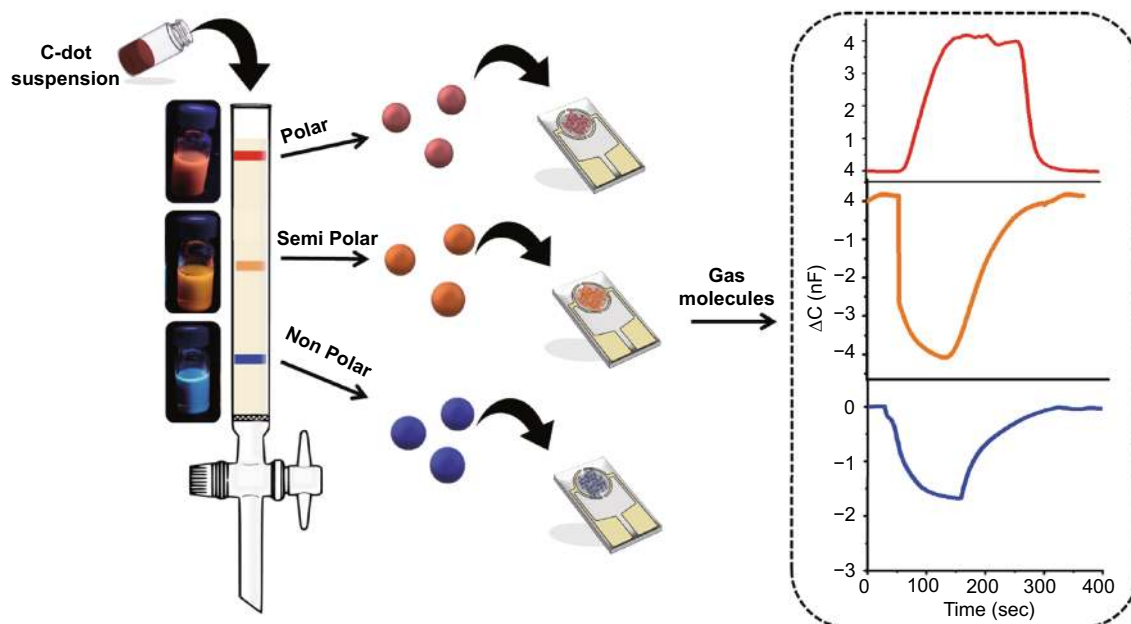 C-dot
suspension
Polar
Semi Polar
Non Polar
Gas
molecules
ΔC (nF)
4
3
2
1
4
4
−1
−2
−3
−4
0
−1
−2
−3
0 100 200 300 400
Time (sec)